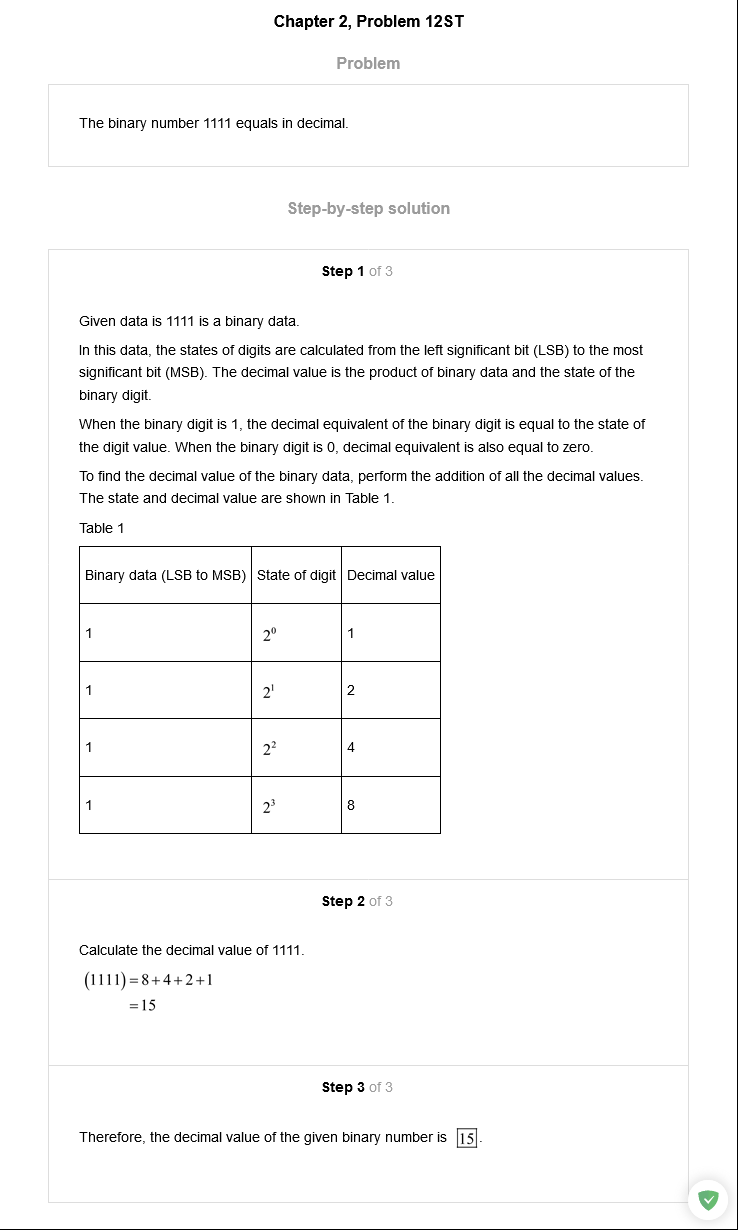 Chapter 2, Problem 12ST
Problem
The binary number 1111 equals in decimal.
Step-by-step solution
Step 1 of 3
Given data is 1111 is a binary data.
In this data, the states of digits are calculated from the left significant bit (LSB) to the most
significant bit (MSB). The decimal value is the product of binary data and the state of the
binary digit.
When the binary digit is 1, the decimal equivalent of the binary digit is equal to the state of
the digit value. When the binary digit is 0, decimal equivalent is also equal to zero.
To find the decimal value of the binary data, perform the addition of all the decimal values.
The state and decimal value are shown in Table 1.
Table 1
Binary data (LSB to MSB) State of digit Decimal value
1 2⁰ 1
1 2¹ 2
1 2² 4
1 2³ 8
Step 2 of 3
Calculate the decimal value of 1111.
(1111) = 8+4+2+1
= 15
Step 3 of 3
Therefore, the decimal value of the given binary number is 15.